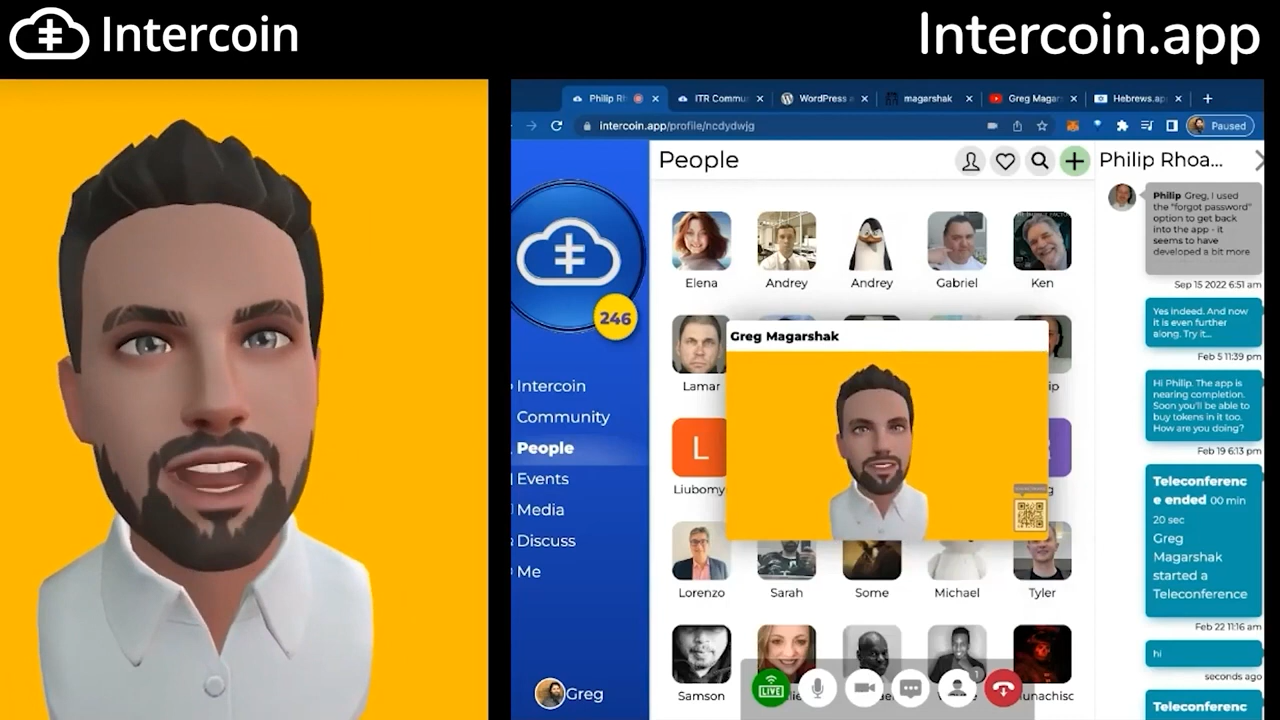 Intercoin
Intercoin.app
Philip Rh
ITR Commu
WordPress
magarshak
Greg Magars
Hebrews.ap
intercoin.app/profile/ncdydwjg
Paused
People
Philip Rhoa...
246
Intercoin
Community
People
Events
Media
Discuss
Me
Greg
Elena
Andrey
Andrey
Gabriel
Ken
Lamar
ip
L
Liubomy
g
Greg Magarshak
Lorenzo
Sarah
Some
Michael
Tyler
Samson
unachisc
LIVE
1
Philip Greg, I used
the "forgot password"
option to get back
into the app - it
seems to have
developed a bit more
Sep 15 2022 6:51 am
Yes indeed. And now
it is even further
along. Try it...
Feb 5 11:39 pm
Hi Philip. The app is
nearing completion.
Soon you'll be able to
buy tokens in it too.
How are you doing?
Feb 19 6:13 pm
Teleconferenc
e ended 00 min
20 sec
Greg
Magarshak
started a
Teleconference
Feb 22 11:16 am
hi
seconds ago
Teleconferenc